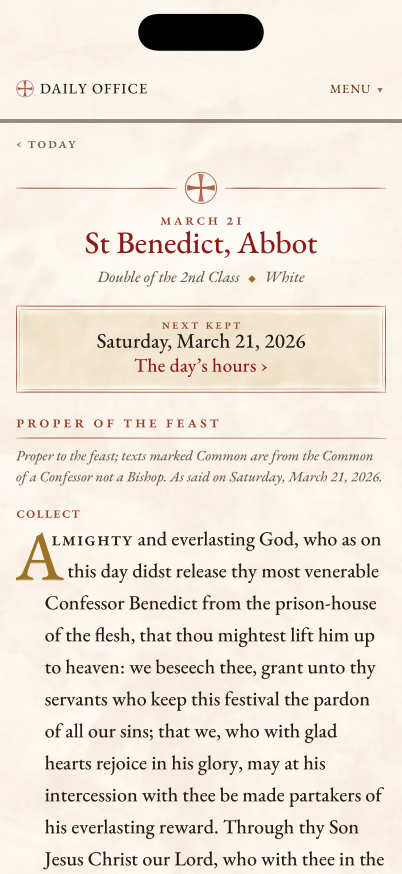 DAILY OFFICE
MENU ▼
‹ TODAY
MARCH 21
St Benedict, Abbot
Double of the 2nd Class ◆ White
NEXT KEPT
Saturday, March 21, 2026
The day’s hours ›
PROPER OF THE FEAST
Proper to the feast; texts marked Common are from the Common
of a Confessor not a Bishop. As said on Saturday, March 21, 2026.
COLLECT
ALMIGHTY and everlasting God, who as on
this day didst release thy most venerable
Confessor Benedict from the prison-house
of the flesh, that thou mightest lift him up
to heaven: we beseech thee, grant unto thy
servants who keep this festival the pardon
of all our sins; that we, who with glad
hearts rejoice in his glory, may at his
intercession with thee be made partakers of
his everlasting reward. Through thy Son
Jesus Christ our Lord, who with thee in the